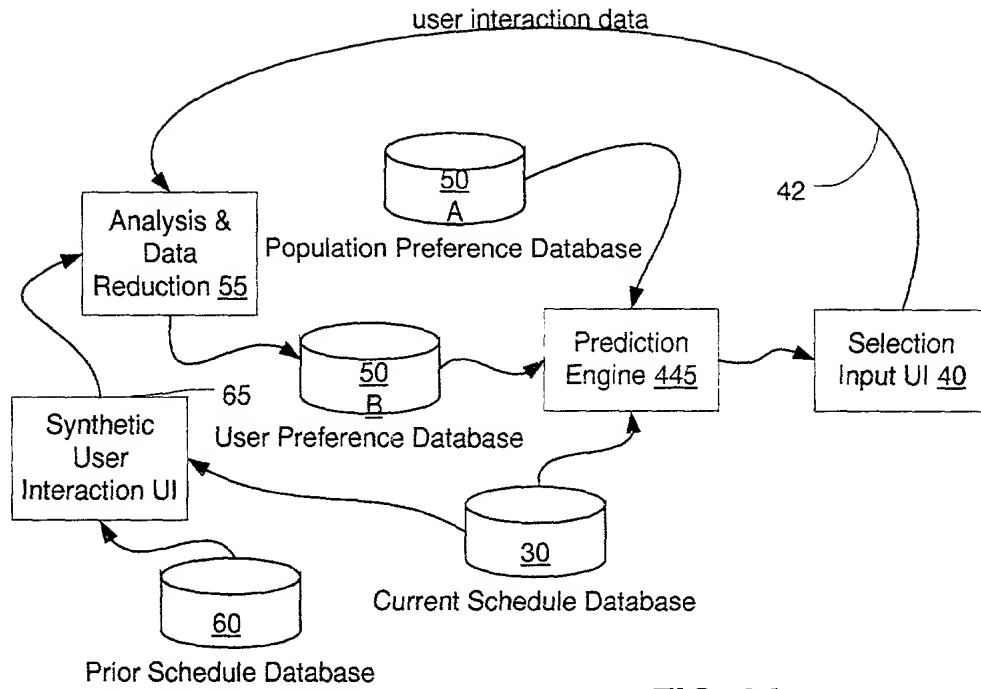 user interaction data
50
A
42
Analysis &
Data
Reduction 55
Population Preference Database
Prediction
Engine 445
Selection
Input UI 40
50
B
65
User Preference Database
Synthetic
User
Interaction UI
30
Current Schedule Database
60
Prior Schedule Database